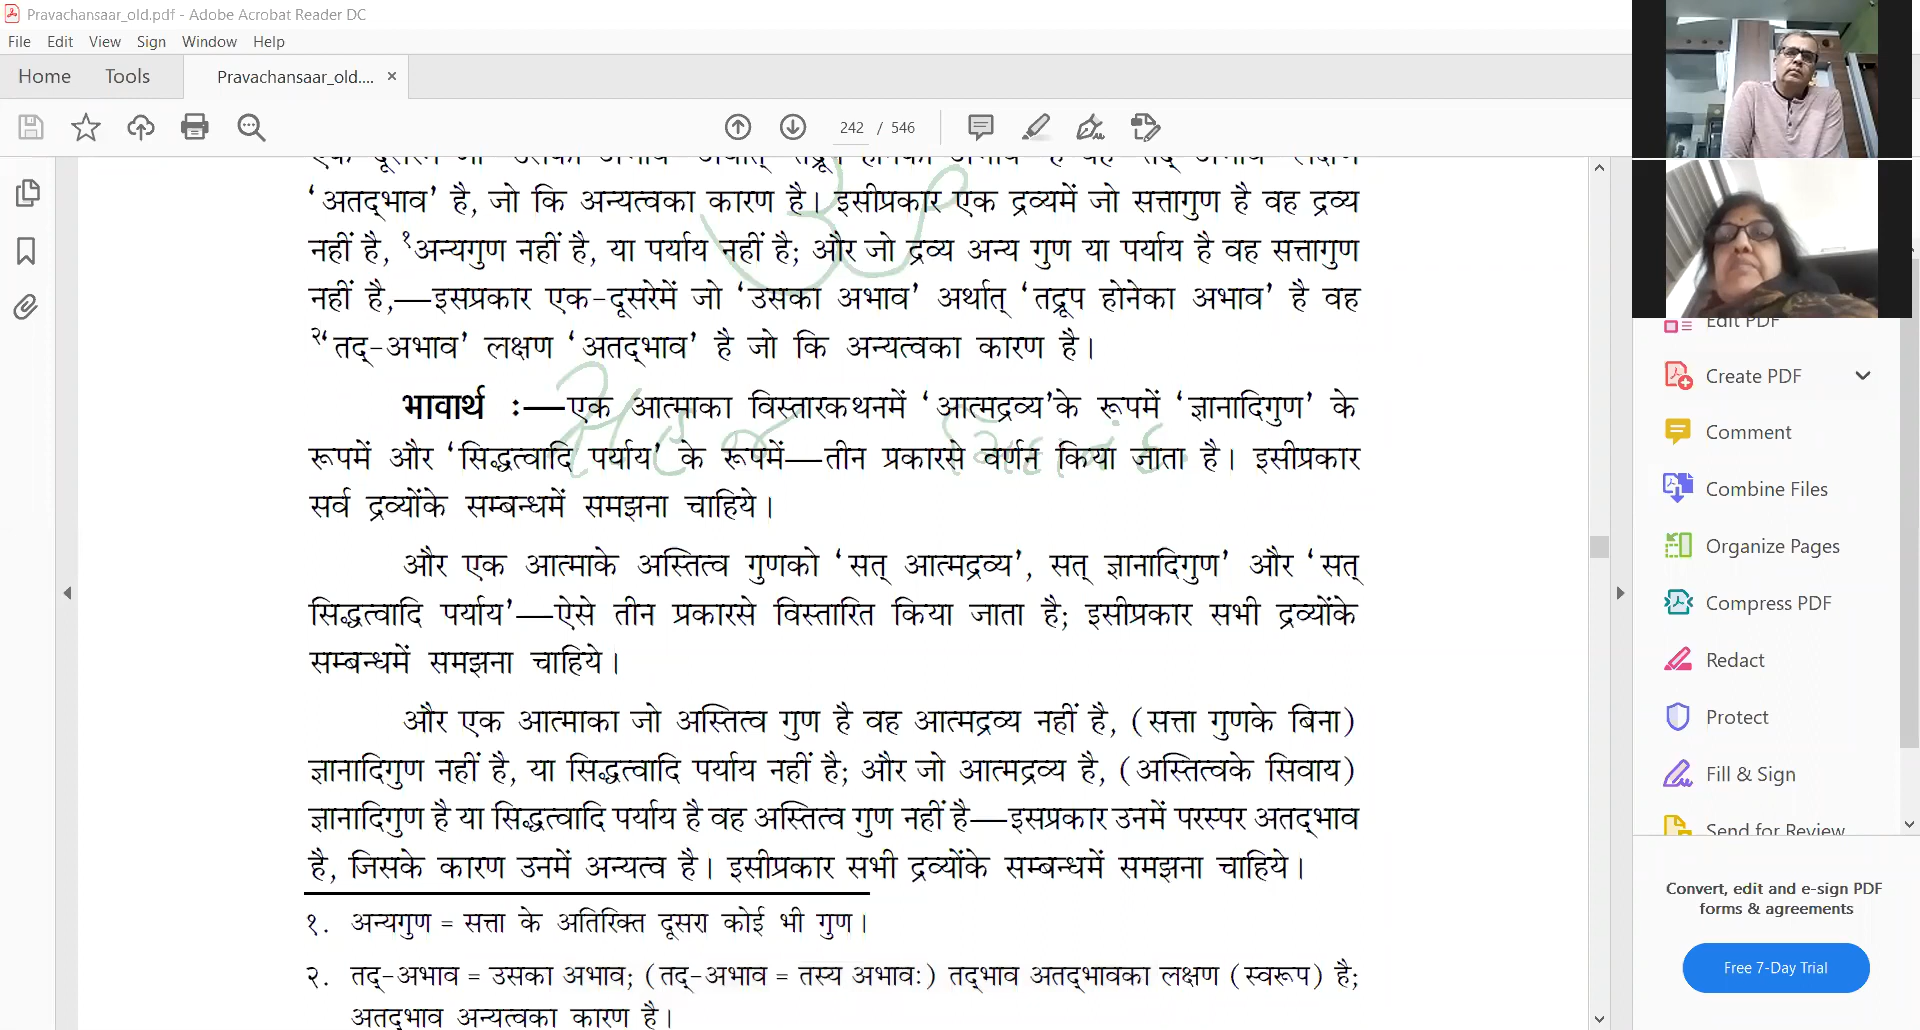 Pravachansaar_old.pdf - Adobe Acrobat Reader DC
File Edit View Sign Window Help
Home Tools Pravachansaar_old.... ×
242 / 546
'अतद्‌भाव' है, जो कि अन्यत्वका कारण है। इसीप्रकार एक द्रव्यमें जो सत्तागुण है वह द्रव्य
नहीं है, १अन्यगुण नहीं है, या पर्याय नहीं है; और जो द्रव्य अन्य गुण या पर्याय है वह सत्तागुण
नहीं है,—इसप्रकार एक-दूसरेमें जो 'उसका अभाव' अर्थात् 'तद्रूप होनेका अभाव' है वह
२'तद्-अभाव' लक्षण 'अतद्‌भाव' है जो कि अन्यत्वका कारण है।
भावार्थ :—एक आत्माका विस्तारकथनमें 'आत्मद्रव्य'के रूपमें 'ज्ञानादिगुण' के
रूपमें और 'सिद्धत्वादि पर्याय' के रूपमें—तीन प्रकारसे वर्णन किया जाता है। इसीप्रकार
सर्व द्रव्योंके सम्बन्धमें समझना चाहिये।
और एक आत्माके अस्तित्व गुणको 'सत् आत्मद्रव्य', सत् ज्ञानादिगुण' और 'सत्
सिद्धत्वादि पर्याय'—ऐसे तीन प्रकारसे विस्तारित किया जाता है; इसीप्रकार सभी द्रव्योंके
सम्बन्धमें समझना चाहिये।
और एक आत्माका जो अस्तित्व गुण है वह आत्मद्रव्य नहीं है, (सत्ता गुणके बिना)
ज्ञानादिगुण नहीं है, या सिद्धत्वादि पर्याय नहीं है; और जो आत्मद्रव्य है, (अस्तित्वके सिवाय)
ज्ञानादिगुण है या सिद्धत्वादि पर्याय है वह अस्तित्व गुण नहीं है—इसप्रकार उनमें परस्पर अतद्‌भाव
है, जिसके कारण उनमें अन्यत्व है। इसीप्रकार सभी द्रव्योंके सम्बन्धमें समझना चाहिये।
१. अन्यगुण = सत्ता के अतिरिक्त दूसरा कोई भी गुण।
२. तद्-अभाव = उसका अभाव; (तद्-अभाव = तस्य अभावः) तद्‌भाव अतद्‌भावका लक्षण (स्वरूप) है;
अतद्‌भाव अन्यत्वका कारण है।
Edit PDF
Create PDF
Comment
Combine Files
Organize Pages
Compress PDF
Redact
Protect
Fill & Sign
Send for Review
Convert, edit and e-sign PDF
forms & agreements
Free 7-Day Trial